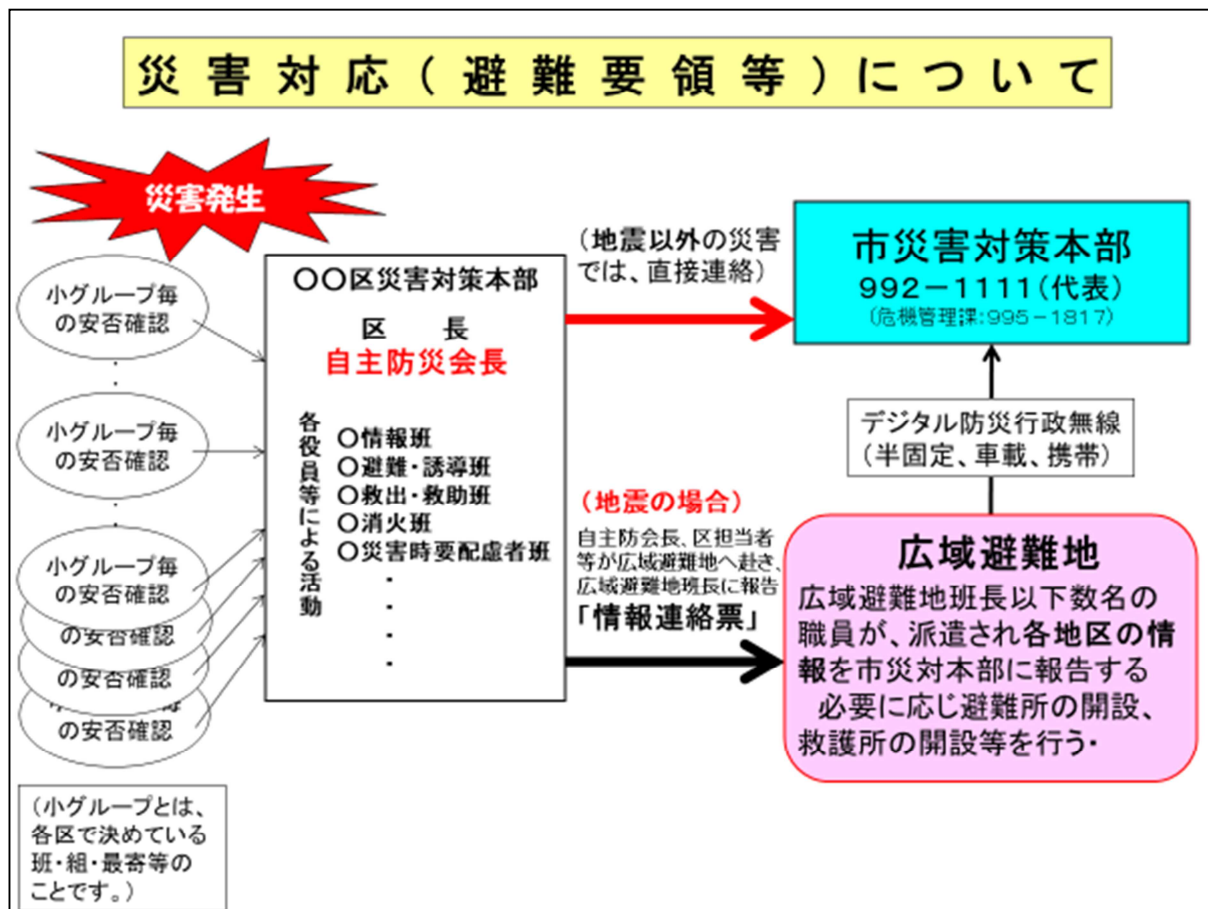 災害対応(避難要領等)について
災害発生
小グループ毎
の安否確認
・
・
小グループ毎
の安否確認
・
・
小グループ毎
の安否確認
の安否確認
の安否確認
の安否確認
(小グループとは、
各区で決めている
班・組・最寄等の
ことです。)
〇〇区災害対策本部
区 長
自主防災会長
各役員等による活動
〇情報班
〇避難・誘導班
〇救出・救助班
〇消火班
〇災害時要配慮者班
・
・
・
・
(地震以外の災害
では、直接連絡)
市災害対策本部
992-1111(代表)
(危機管理課:995-1817)
デジタル防災行政無線
(半固定、車載、携帯)
(地震の場合)
自主防会長、区担当者
等が広域避難地へ赴き、
広域避難地班長に報告
「情報連絡票」
広域避難地
広域避難地班長以下数名の
職員が、派遣され各地区の情
報を市災対本部に報告する
必要に応じ避難所の開設、
救護所の開設等を行う・